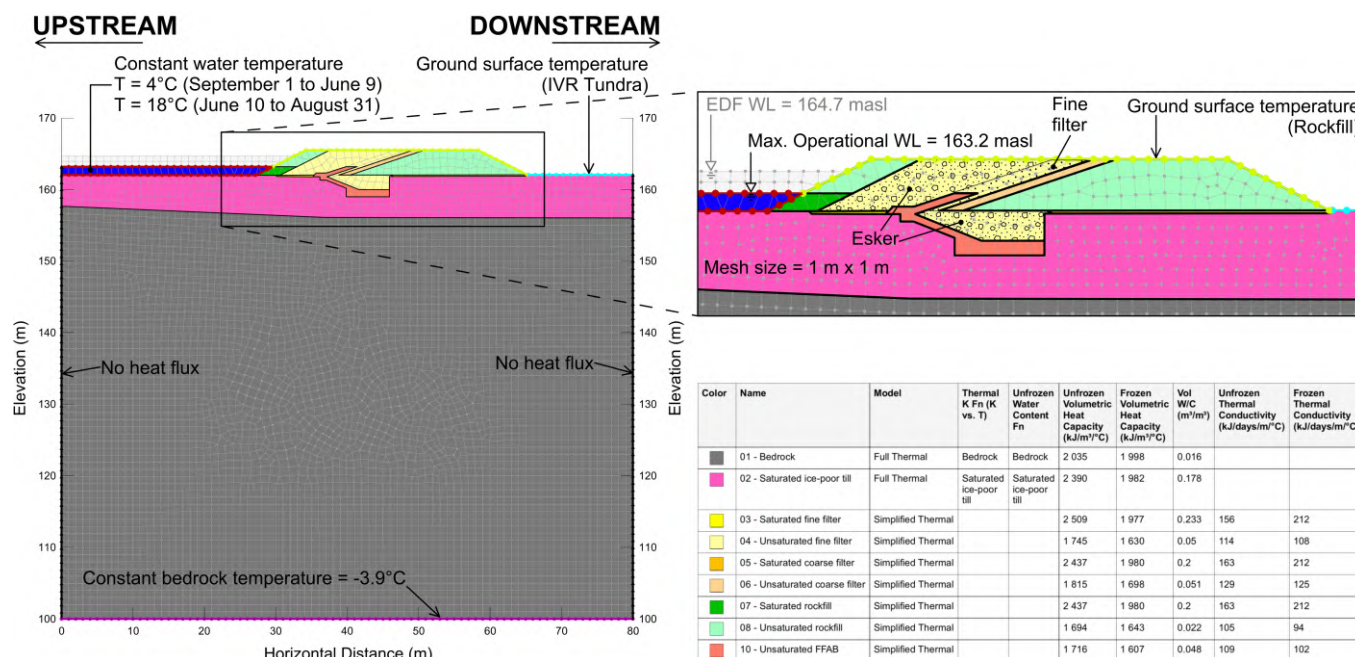 UPSTREAM
DOWNSTREAM
Constant water temperature
T = 4°C (September 1 to June 9)
T = 18°C (June 10 to August 31)
Ground surface temperature
(IVR Tundra)
170
160
150
140
130
120
110
100
Elevation (m)
No heat flux
No heat flux
Constant bedrock temperature = -3.9°C
170
160
150
140
130
120
110
100
Elevation (m)
0 10 20 30 40 50 60 70 80
Horizontal Distance (m)
EDF WL = 164.7 masl
Max. Operational WL = 163.2 masl
Fine
filter
Ground surface temperature
(Rockfill)
Esker
Mesh size = 1 m x 1 m
Color Name Model Thermal K Fn (K vs. T) Unfrozen Water Content Fn Unfrozen Volumetric Heat Capacity (kJ/m³/°C) Frozen Volumetric Heat Capacity (kJ/m³/°C) Vol W/C (m³/m³) Unfrozen Thermal Conductivity (kJ/days/m/°C) Frozen Thermal Conductivity (kJ/days/m/°C
01 - Bedrock Full Thermal Bedrock Bedrock 2 035 1 998 0.016
02 - Saturated ice-poor till Full Thermal Saturated ice-poor till Saturated ice-poor till 2 390 1 982 0.178
03 - Saturated fine filter Simplified Thermal 2 509 1 977 0.233 156 212
04 - Unsaturated fine filter Simplified Thermal 1 745 1 630 0.05 114 108
05 - Saturated coarse filter Simplified Thermal 2 437 1 980 0.2 163 212
06 - Unsaturated coarse filter Simplified Thermal 1 815 1 698 0.051 129 125
07 - Saturated rockfill Simplified Thermal 2 437 1 980 0.2 163 212
08 - Unsaturated rockfill Simplified Thermal 1 694 1 643 0.022 105 94
10 - Unsaturated FFAB Simplified Thermal 1 716 1 607 0.048 109 102